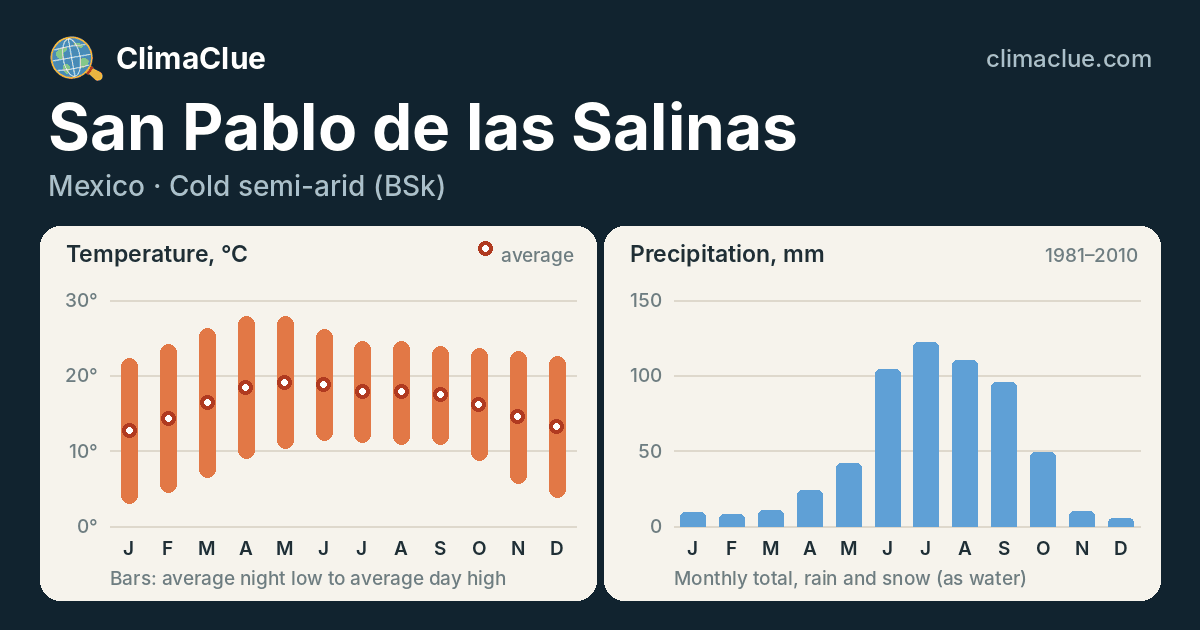 ClimaClue
climaclue.com
San Pablo de las Salinas
Mexico · Cold semi-arid (BSk)
Temperature, °C
average
30°
20°
10°
0°
J F M A M J J A S O N D
Bars: average night low to average day high
Precipitation, mm
1981–2010
150
100
50
0
J F M A M J J A S O N D
Monthly total, rain and snow (as water)